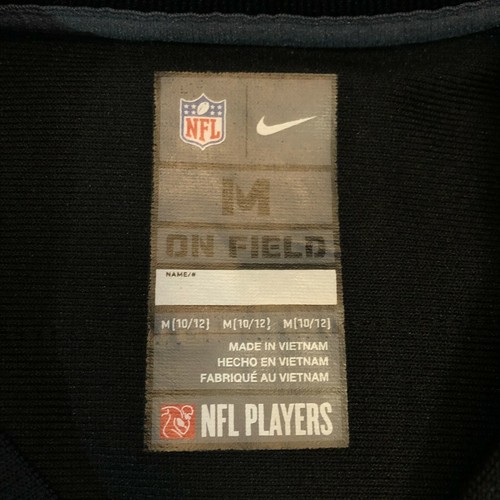 NFL
M
ON FIELD
NAME/#
M[10/12] M[10/12] M[10/12]
MADE IN VIETNAM
HECHO EN VIETNAM
FABRIQUÉ AU VIETNAM
NFL PLAYERS